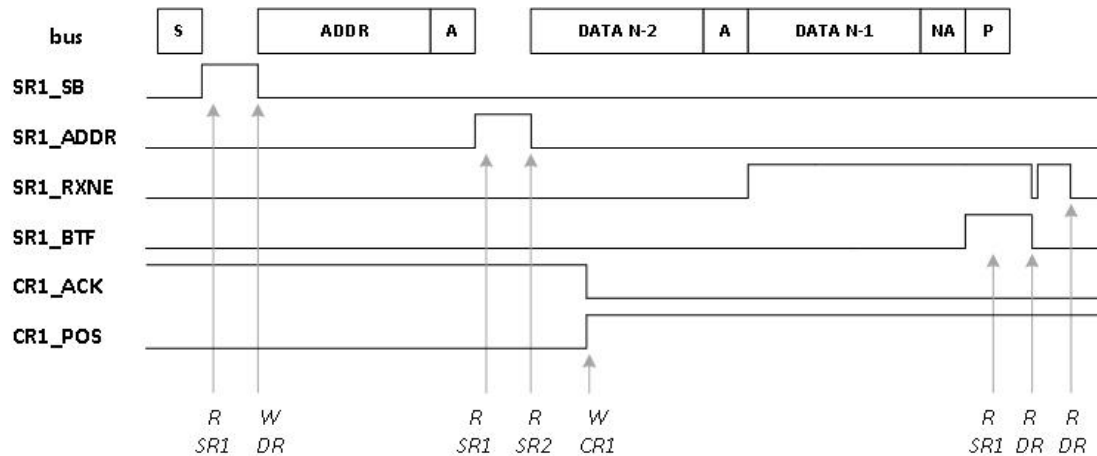 bus S ADDR A DATA N-2 A DATA N-1 NA P
SR1_SB
SR1_ADDR
SR1_RXNE
SR1_BTF
CR1_ACK
CR1_POS
R W R R W R R R
SR1 DR SR1 SR2 CR1 SR1 DR DR